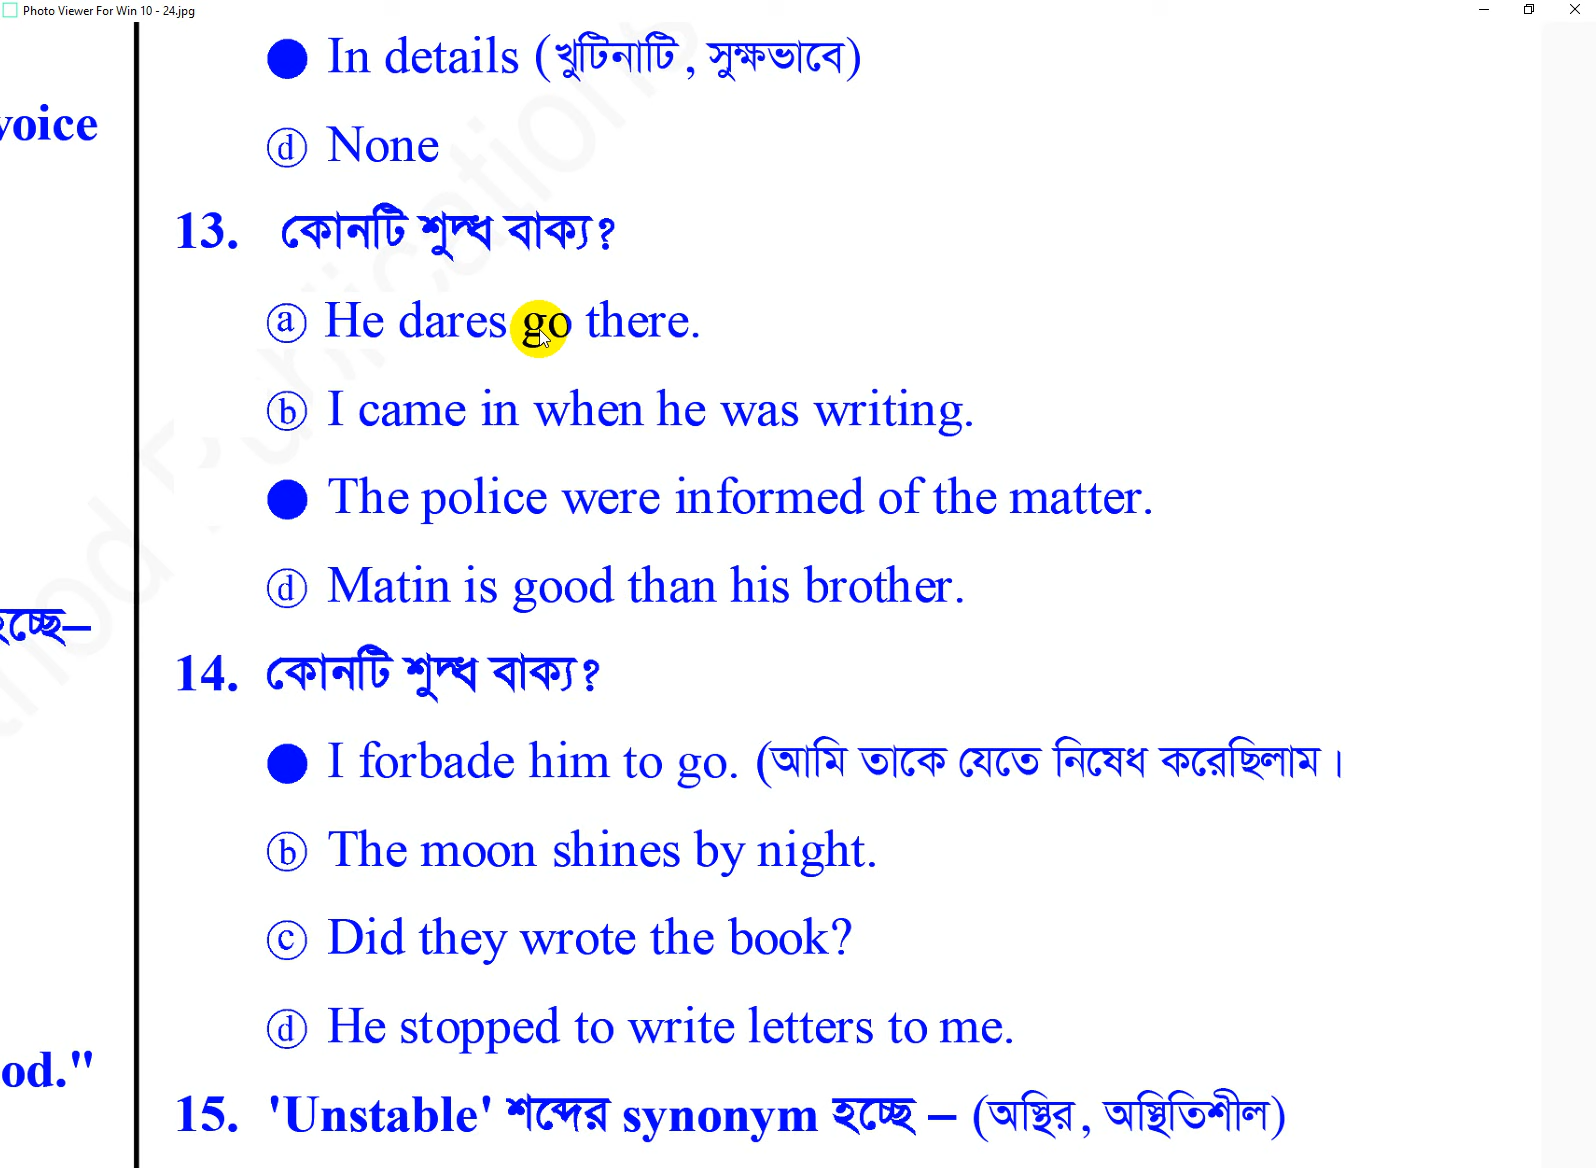 Photo Viewer For Win 10 - 24.jpg
In details (খুটিনাটি, সুক্ষভাবে)
voice
ⓓ None
13. কোনটি শুদ্ধ বাক্য?
ⓐ He dares go there.
ⓑ I came in when he was writing.
The police were informed of the matter.
ⓓ Matin is good than his brother.
হচ্ছে–
14. কোনটি শুদ্ধ বাক্য?
I forbade him to go. (আমি তাকে যেতে নিষেধ করেছিলাম।
ⓑ The moon shines by night.
ⓒ Did they wrote the book?
ⓓ He stopped to write letters to me.
od."
15. 'Unstable' শব্দের synonym হচ্ছে – (অস্থির, অস্থিতিশীল)